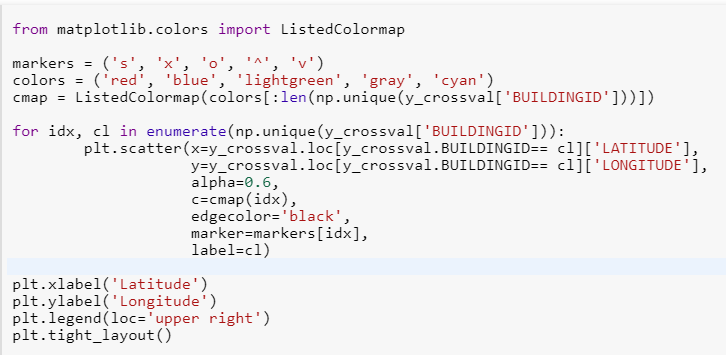 from matplotlib.colors import ListedColormap
markers = ('s', 'x', 'o', '^', 'v')
colors = ('red', 'blue', 'lightgreen', 'gray', 'cyan')
cmap = ListedColormap(colors[:len(np.unique(y_crossval['BUILDINGID']))])
for idx, cl in enumerate(np.unique(y_crossval['BUILDINGID'])):
plt.scatter(x=y_crossval.loc[y_crossval.BUILDINGID== cl]['LATITUDE'],
y=y_crossval.loc[y_crossval.BUILDINGID== cl]['LONGITUDE'],
alpha=0.6,
c=cmap(idx),
edgecolor='black',
marker=markers[idx],
label=cl)
plt.xlabel('Latitude')
plt.ylabel('Longitude')
plt.legend(loc='upper right')
plt.tight_layout()